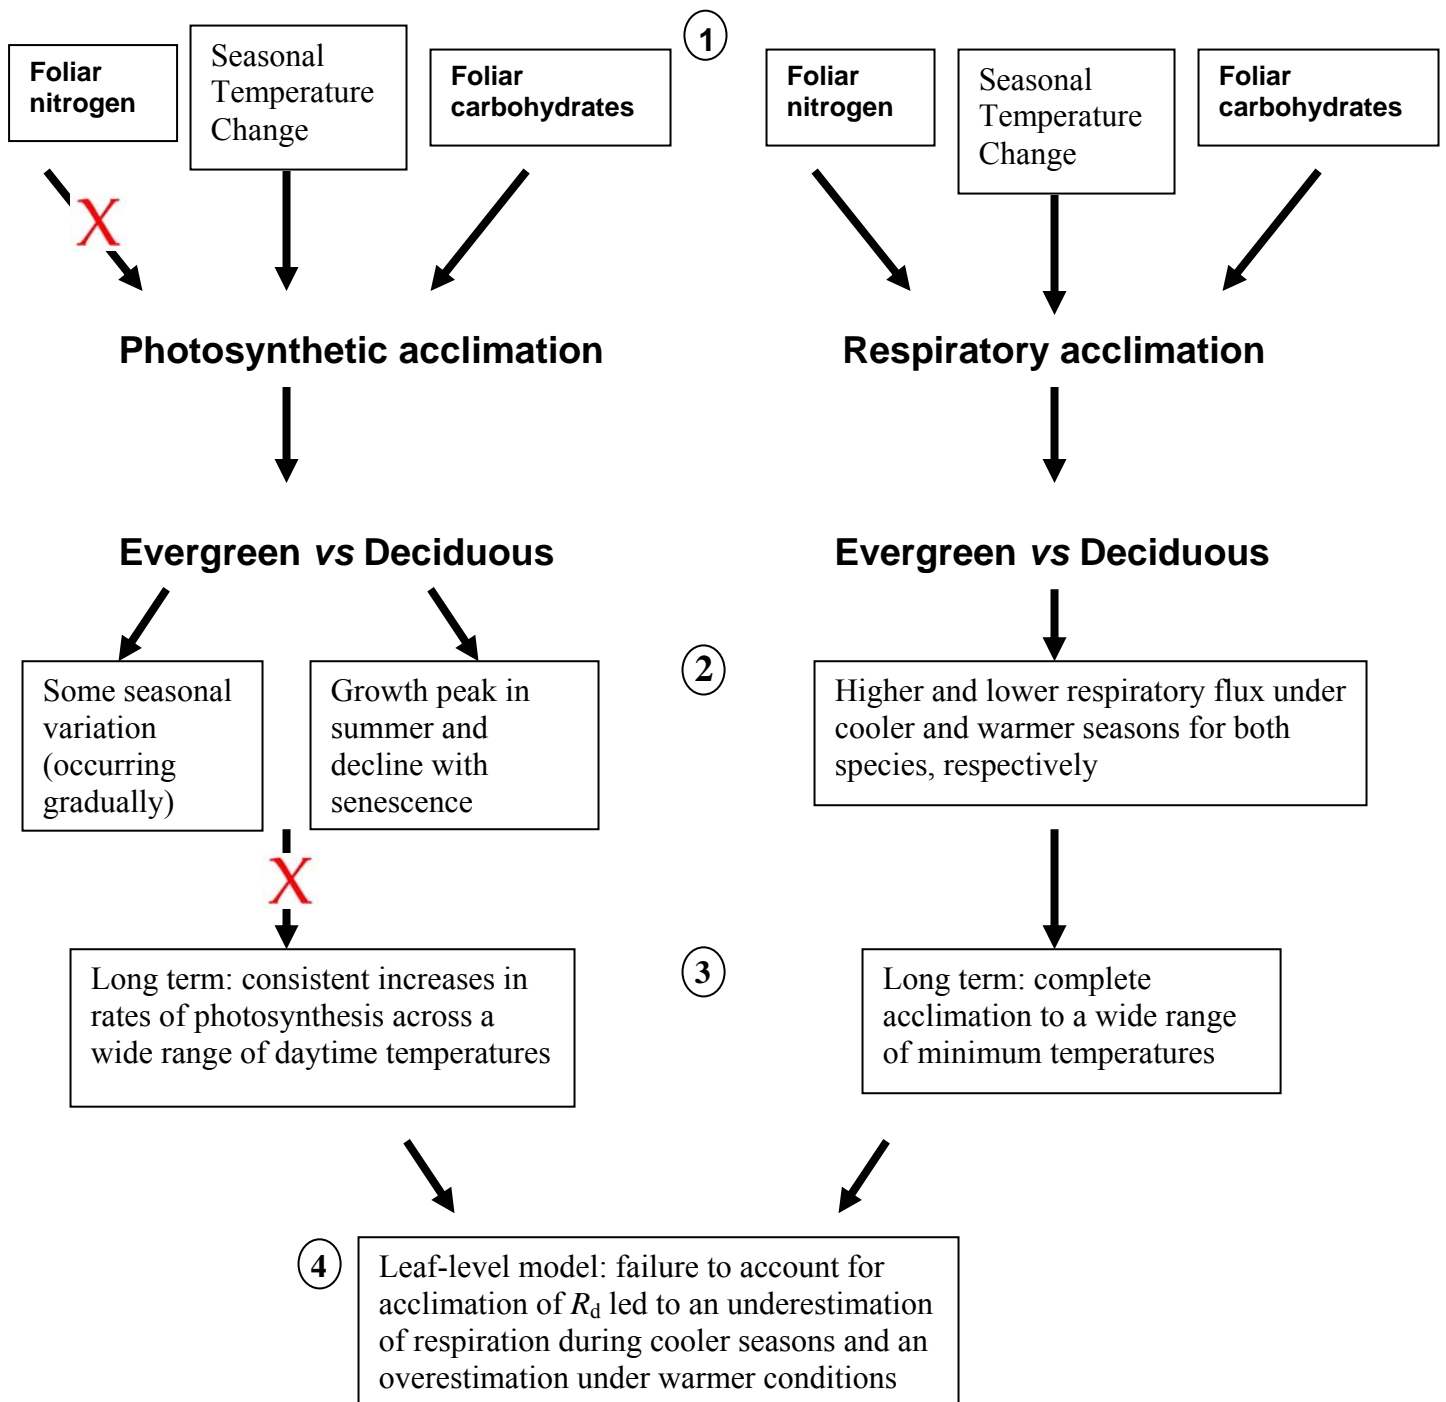 Foliar
nitrogen
Seasonal
Temperature
Change
Foliar
carbohydrates
1
Foliar
nitrogen
Seasonal
Temperature
Change
Foliar
carbohydrates
X
Photosynthetic acclimation
Respiratory acclimation
Evergreen vs Deciduous
Evergreen vs Deciduous
Some seasonal
variation
(occurring
gradually)
Growth peak in
summer and
decline with
senescence
2
Higher and lower respiratory flux under
cooler and warmer seasons for both
species, respectively
X
Long term: consistent increases in
rates of photosynthesis across a
wide range of daytime temperatures
3
Long term: complete
acclimation to a wide range
of minimum temperatures
4
Leaf-level model: failure to account for
acclimation of Rd led to an underestimation
of respiration during cooler seasons and an
overestimation under warmer conditions